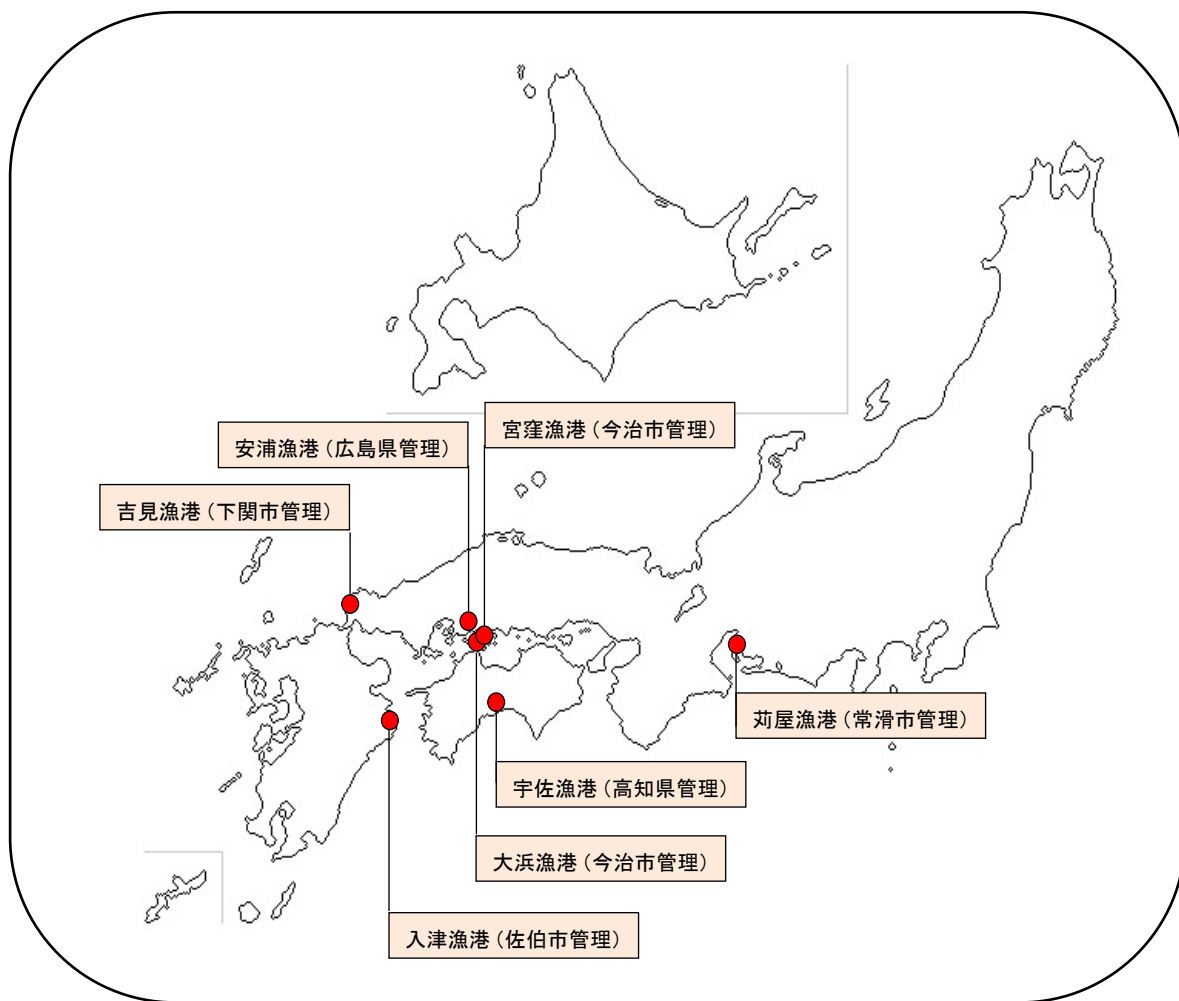 宮窪漁港（今治市管理）
安浦漁港（広島県管理）
吉見漁港（下関市管理）
苅屋漁港（常滑市管理）
宇佐漁港（高知県管理）
大浜漁港（今治市管理）
入津漁港（佐伯市管理）